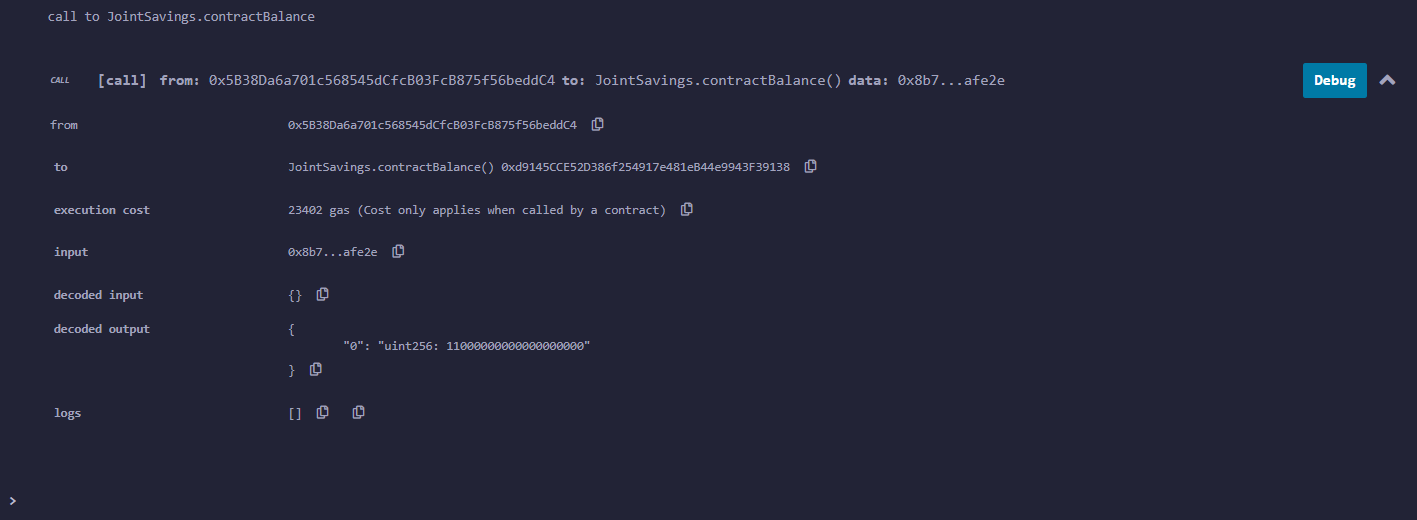 call to JointSavings.contractBalance
CALL [call] from: 0x5B38Da6a701c568545dCfcB03FcB875f56beddC4 to: JointSavings.contractBalance() data: 0x8b7...afe2e Debug
from 0x5B38Da6a701c568545dCfcB03FcB875f56beddC4
to JointSavings.contractBalance() 0xd9145CCE52D386f254917e481eB44e9943F39138
execution cost 23402 gas (Cost only applies when called by a contract)
input 0x8b7...afe2e
decoded input {}
decoded output {
"0": "uint256: 11000000000000000000"
}
logs []
>